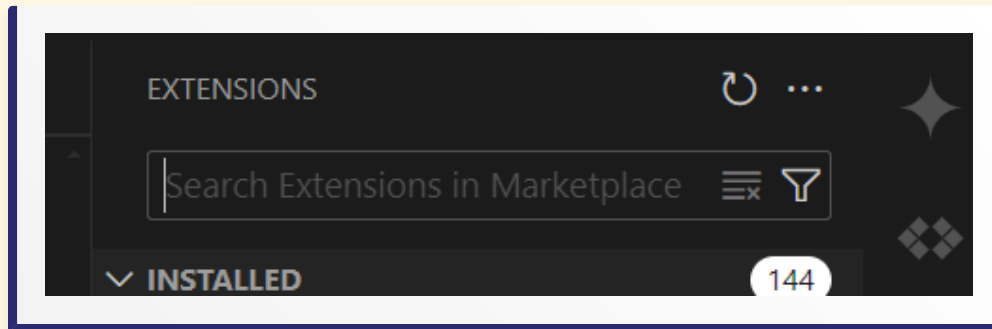 EXTENSIONS
Search Extensions in Marketplace
INSTALLED 144